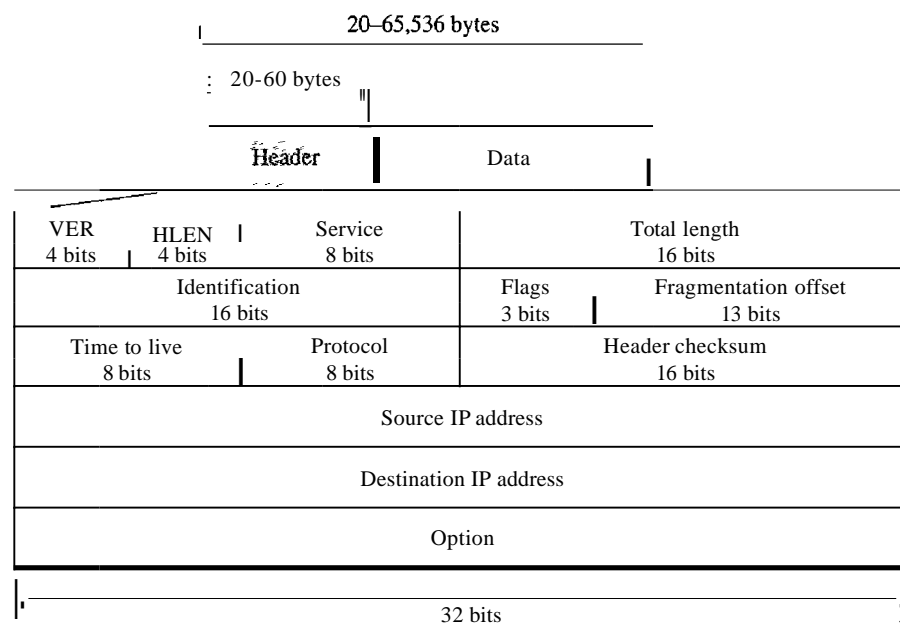 20–65,536 bytes
20-60 bytes
Header Data
VER HLEN Service Total length
4 bits 4 bits 8 bits 16 bits
Identification Flags Fragmentation offset
16 bits 3 bits 13 bits
Time to live Protocol Header checksum
8 bits 8 bits 16 bits
Source IP address
Destination IP address
Option
32 bits